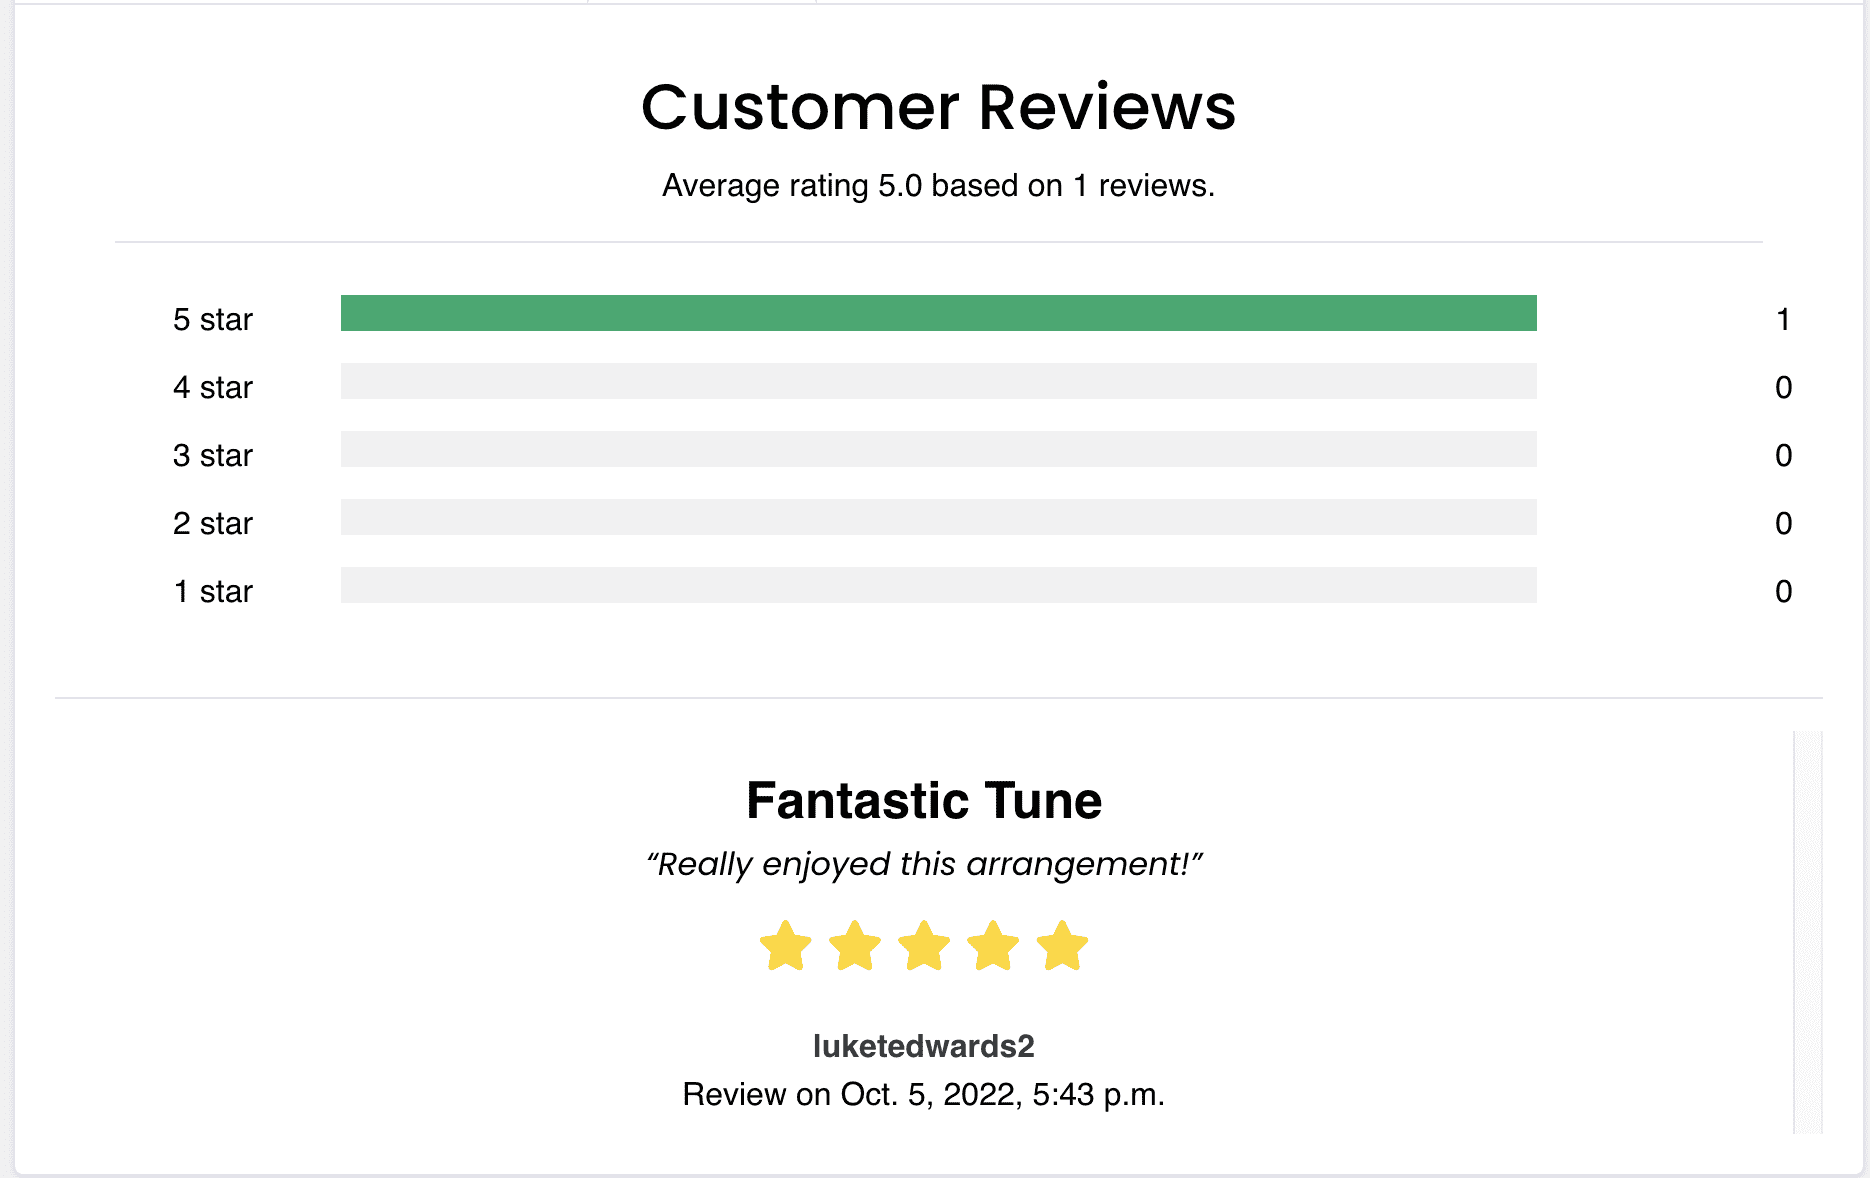 Customer Reviews
Average rating 5.0 based on 1 reviews.
5 star 1
4 star 0
3 star 0
2 star 0
1 star 0
Fantastic Tune
“Really enjoyed this arrangement!”
luketedwards2
Review on Oct. 5, 2022, 5:43 p.m.